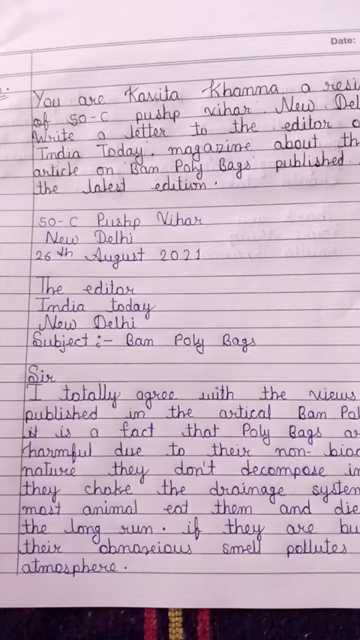 Date:
You are Kavita Khanna a resi
of 50-C pushp vihar New Del
Write a letter to the editor o
India Today. magazine about th
article on Ban Poly Bags published
the latest edition.
50-C Pushp Vihar
New Delhi
26th August 2021
The editor
India today
New Delhi
Subject :- Ban Poly Bags
Sir
I totally agree with the views
published in the artical Ban Pol
it is a fact that Poly Bags ar
harmful due to their non-biod
nature they don't decompose in
they choke the drainage system
most animal eat them and die
the long run. if they are bu
their obnoxeious smell pollutes
atmosphere.